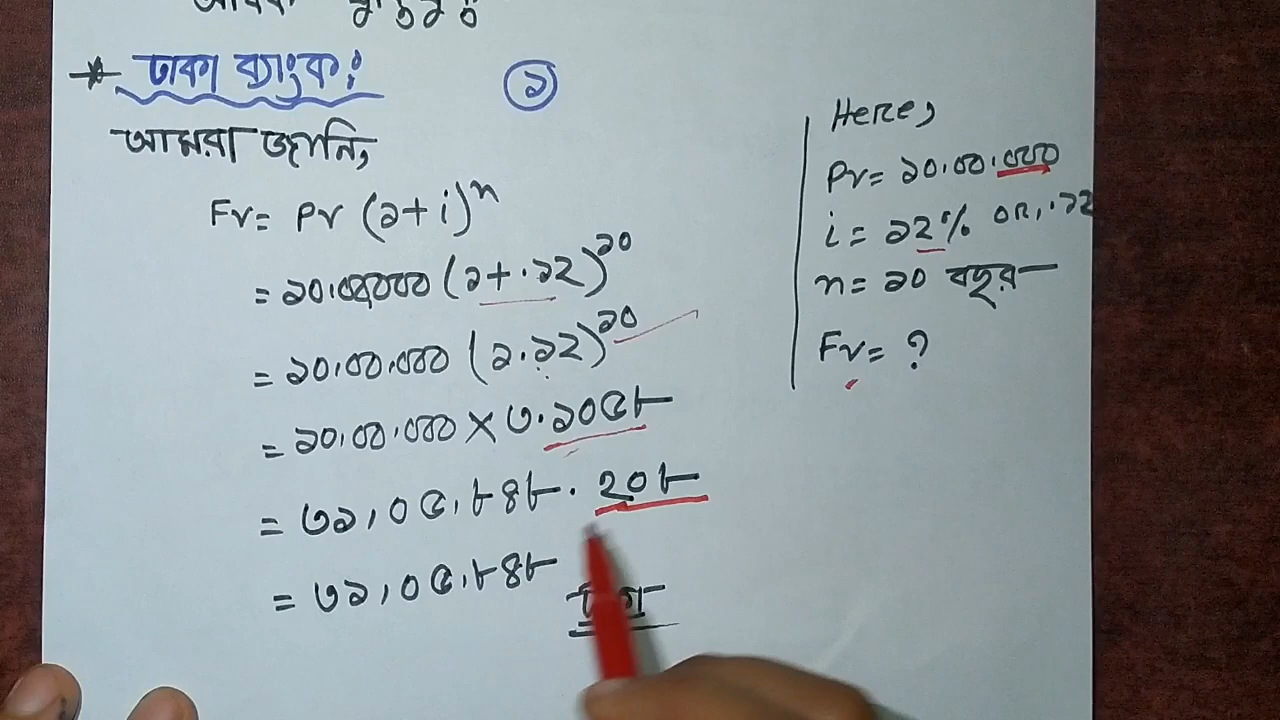 * ঢাকা ব্যাংক:
১
আমরা জানি,
Fv = Pv (১+i)ⁿ
= ১০,০০,০০০ (১+.১২)^১০
= ১০,০০,০০০ (১.১২)^১০
= ১০,০০,০০০ × ৩.১০৫৮
= ৩১,০৫,৮৪৮.২০৮
= ৩১,০৫,৮৪৮ টাকা
Here,
Pv = ১০,০০,০০০
i = ১২% or, .১২
n = ১০ বছর
Fv = ?